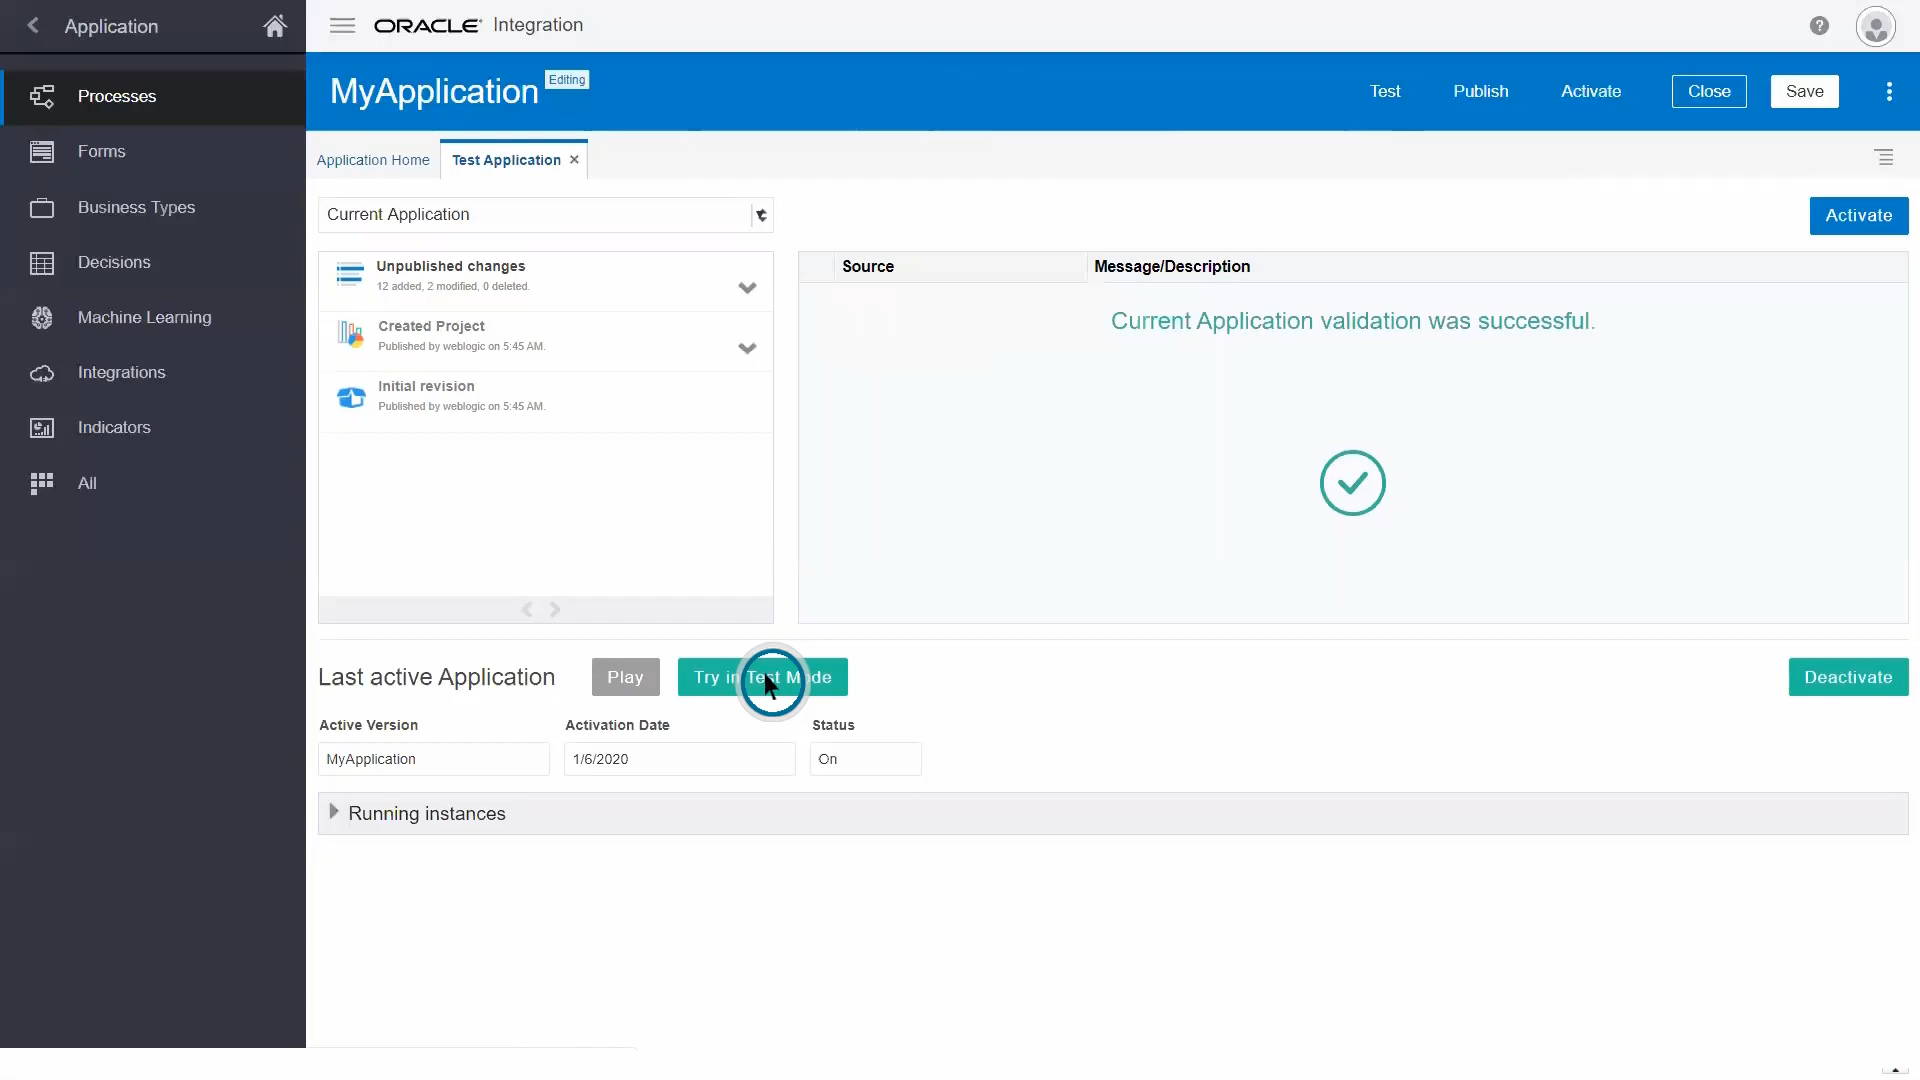 Application
ORACLE Integration
MyApplication Editing
Test
Publish
Activate
Close
Save
Processes
Forms
Business Types
Decisions
Machine Learning
Integrations
Indicators
All
Application Home
Test Application
Current Application
Activate
Unpublished changes
12 added, 2 modified, 0 deleted.
Created Project
Published by weblogic on 5:45 AM.
Initial revision
Published by weblogic on 5:45 AM.
Source
Message/Description
Current Application validation was successful.
Last active Application
Play
Try in Test Mode
Deactivate
Active Version
Activation Date
Status
MyApplication
1/6/2020
On
Running instances